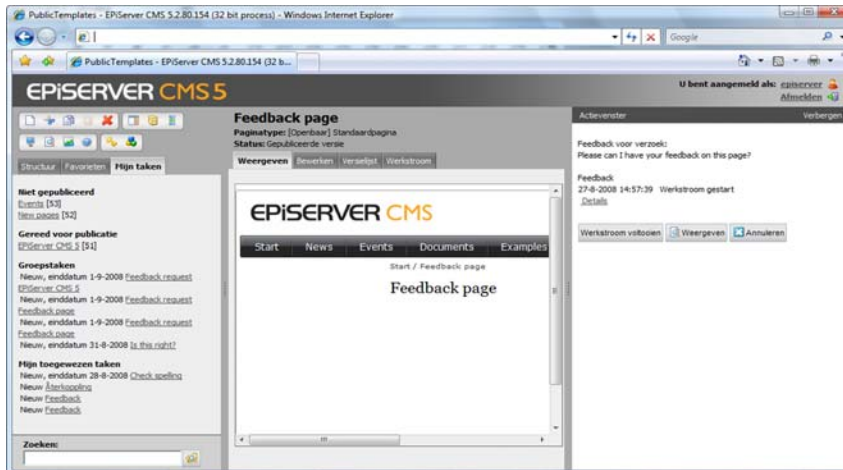 PublicTemplates - EPiServer CMS 5.2.80.154 (32 bit process) - Windows Internet Explorer
Google
PublicTemplates - EPiServer CMS 5.2.80.154 (32 b...
EPiSERVER CMS 5
U bent aangemeld als: episerver
Afmelden
Structuur Favorieten Mijn taken
Niet gepubliceerd
Events [53]
New pages [52]
Gereed voor publicatie
EPiServer CMS 5 [51]
Groepstaken
Nieuw, einddatum 1-9-2008 Feedback request
EPiServer CMS 5
Nieuw, einddatum 1-9-2008 Feedback request
Feedback page
Nieuw, einddatum 1-9-2008 Feedback request
Feedback page
Nieuw, einddatum 31-8-2008 Is this right?
Mijn toegewezen taken
Nieuw, einddatum 28-8-2008 Check spelling
Nieuw Återkoppling
Nieuw Feedback
Nieuw Feedback
Zoeken:
Feedback page
Paginatype: [Openbaar] Standaardpagina
Status: Gepubliceerde versie
Weergeven Bewerken Versielijst Werkstroom
EPiSERVER CMS
Start News Events Documents Examples
Start / Feedback page
Feedback page
Actievenster Verbergen
Feedback voor verzoek:
Please can I have your feedback on this page?
Feedback
27-8-2008 14:57:39 Werkstroom gestart
Details
Werkstroom voltooien Weergeven Annuleren